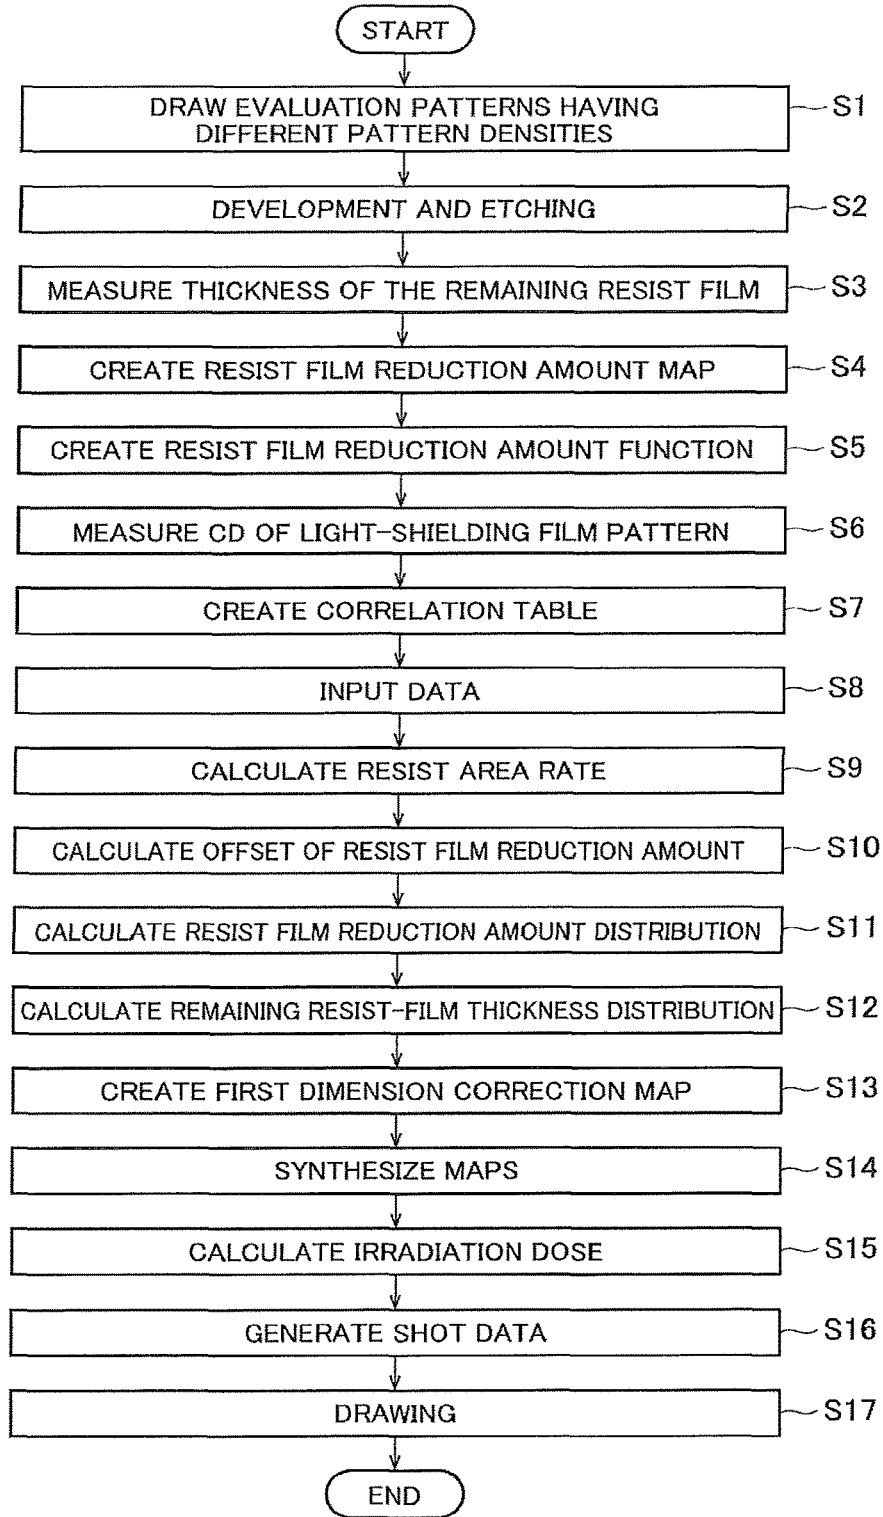 START
DRAW EVALUATION PATTERNS HAVING
DIFFERENT PATTERN DENSITIES
S1
DEVELOPMENT AND ETCHING
S2
MEASURE THICKNESS OF THE REMAINING RESIST FILM
S3
CREATE RESIST FILM REDUCTION AMOUNT MAP
S4
CREATE RESIST FILM REDUCTION AMOUNT FUNCTION
S5
MEASURE CD OF LIGHT-SHIELDING FILM PATTERN
S6
CREATE CORRELATION TABLE
S7
INPUT DATA
S8
CALCULATE RESIST AREA RATE
S9
CALCULATE OFFSET OF RESIST FILM REDUCTION AMOUNT
S10
CALCULATE RESIST FILM REDUCTION AMOUNT DISTRIBUTION
S11
CALCULATE REMAINING RESIST-FILM THICKNESS DISTRIBUTION
S12
CREATE FIRST DIMENSION CORRECTION MAP
S13
SYNTHESIZE MAPS
S14
CALCULATE IRRADIATION DOSE
S15
GENERATE SHOT DATA
S16
DRAWING
S17
END